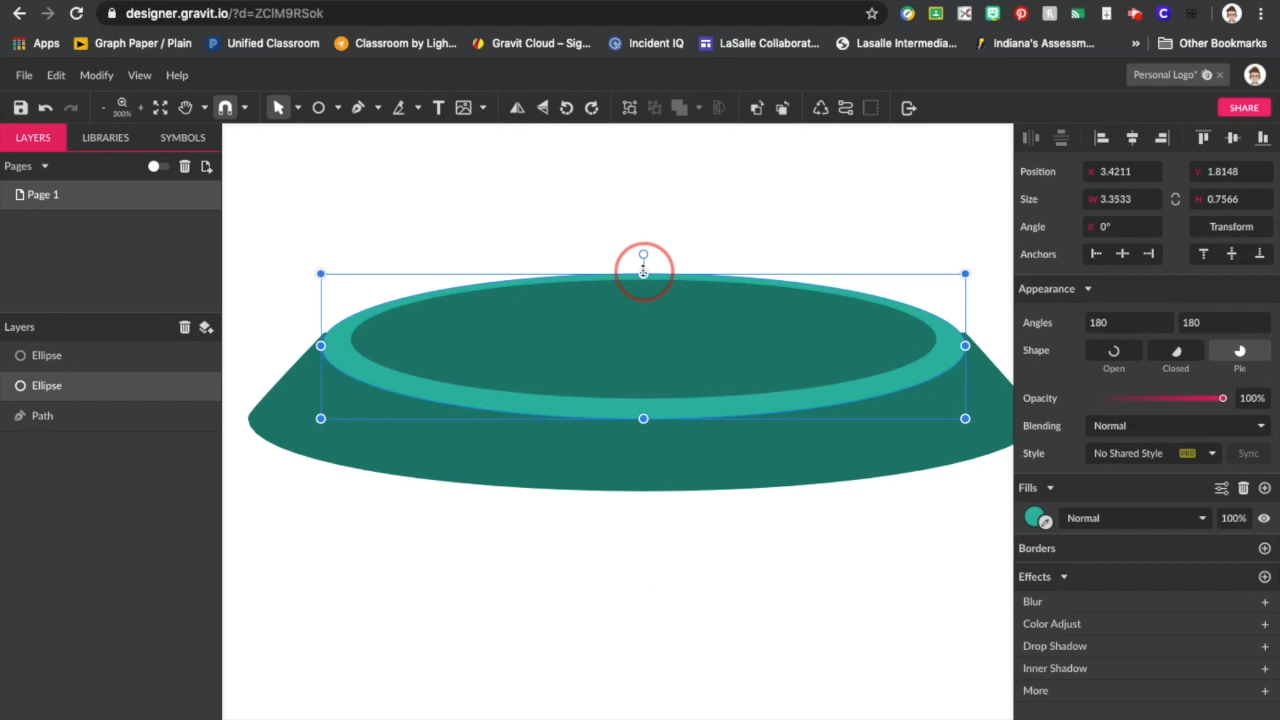 designer.gravit.io/?d=ZClM9RSok
Apps Graph Paper / Plain Unified Classroom Classroom by Ligh... Gravit Cloud – Sig... Incident IQ LaSalle Collaborat... Lasalle Intermedia... Indiana's Assessm... » Other Bookmarks
File Edit Modify View Help Personal Logo*
- 300% + T SHARE
LAYERS LIBRARIES SYMBOLS
Pages
Page 1
Layers
Ellipse
Ellipse
Path
Position X 3.4211 Y 1.8148
Size W 3.3533 H 0.7566
Angle R 0° Transform
Anchors
Appearance
Angles 180 180
Shape
Open Closed Pie
Opacity 100%
Blending Normal
Style No Shared Style PRO Sync
Fills
Normal 100%
Borders
Effects
Blur
Color Adjust
Drop Shadow
Inner Shadow
More